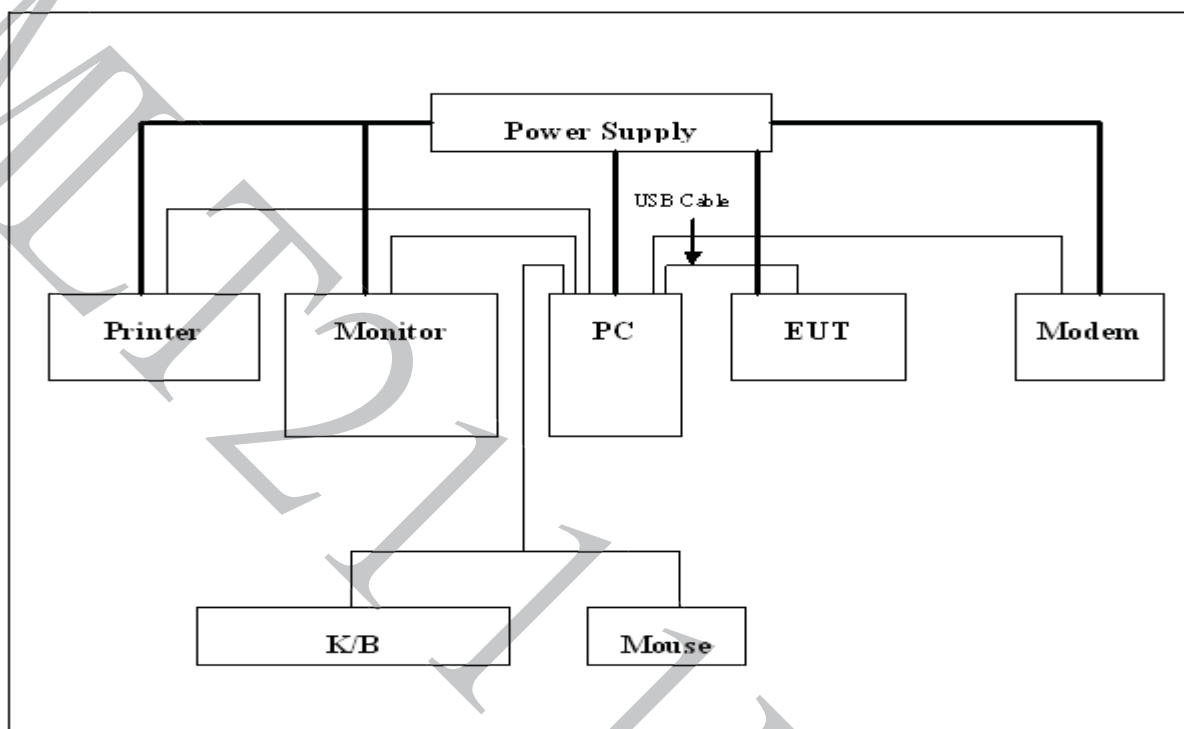 Power Supply
USB Cable
Printer
Monitor
PC
EUT
Modem
K/B
Mouse